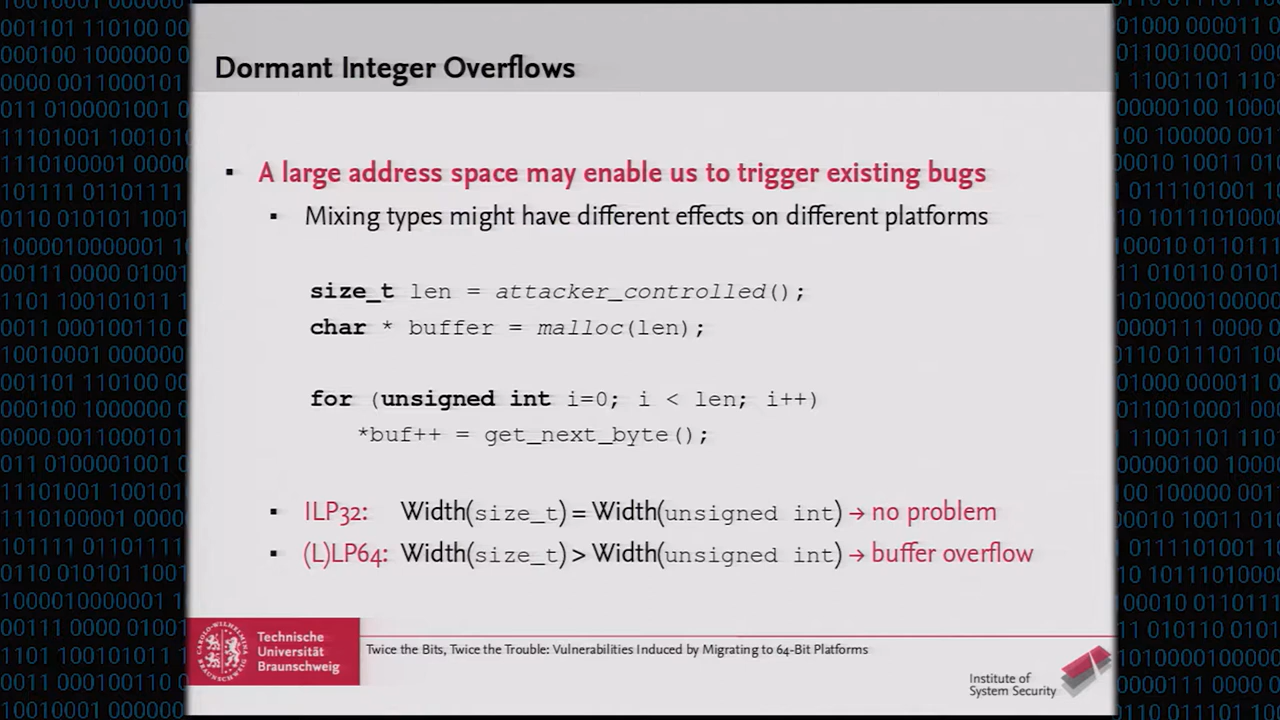 Dormant Integer Overflows
▪ A large address space may enable us to trigger existing bugs
▪ Mixing types might have different effects on different platforms
size_t len = attacker_controlled();
char * buffer = malloc(len);
for (unsigned int i=0; i < len; i++)
*buf++ = get_next_byte();
▪ ILP32: Width(size_t) = Width(unsigned int) → no problem
▪ (L)LP64: Width(size_t) > Width(unsigned int) → buffer overflow
Technische
Universität
Braunschweig
Twice the Bits, Twice the Trouble: Vulnerabilities Induced by Migrating to 64-Bit Platforms
Institute of
System Security